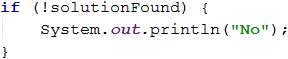 if (!solutionFound) {
    System.out.println("No");
}